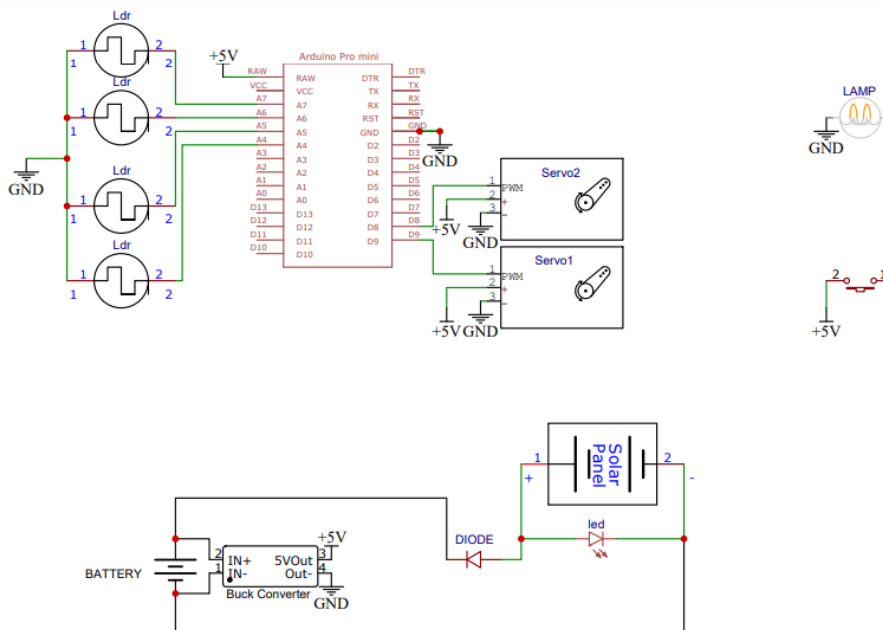 Ldr
1 2
1 2
Ldr
1 2
1 2
Ldr
1 2
1 2
Ldr
1 2
1 2
GND
+5V
Arduino Pro mini
RAW RAW DTR DTR
VCC VCC TX TX
A7 A7 RX RX
A6 A6 RST RST
A5 A5 GND GND
A4 A4 D2 D2
A3 A3 D3 D3
A2 A2 D4 D4
A1 A1 D5 D5
A0 A0 D6 D6
D13 D13 D7 D7
D12 D12 D8 D8
D11 D11 D9 D9
D10 D10
GND
Servo2
1 PWM
2 +
3 -
+5V GND
Servo1
1 PWM
2 +
3 -
+5V GND
LAMP
GND
2 1
+5V
Solar
Panel
1 2
+ -
led
DIODE
BATTERY
2 IN+ 5VOut 3 +5V
1 IN- Out- 4
Buck Converter
GND